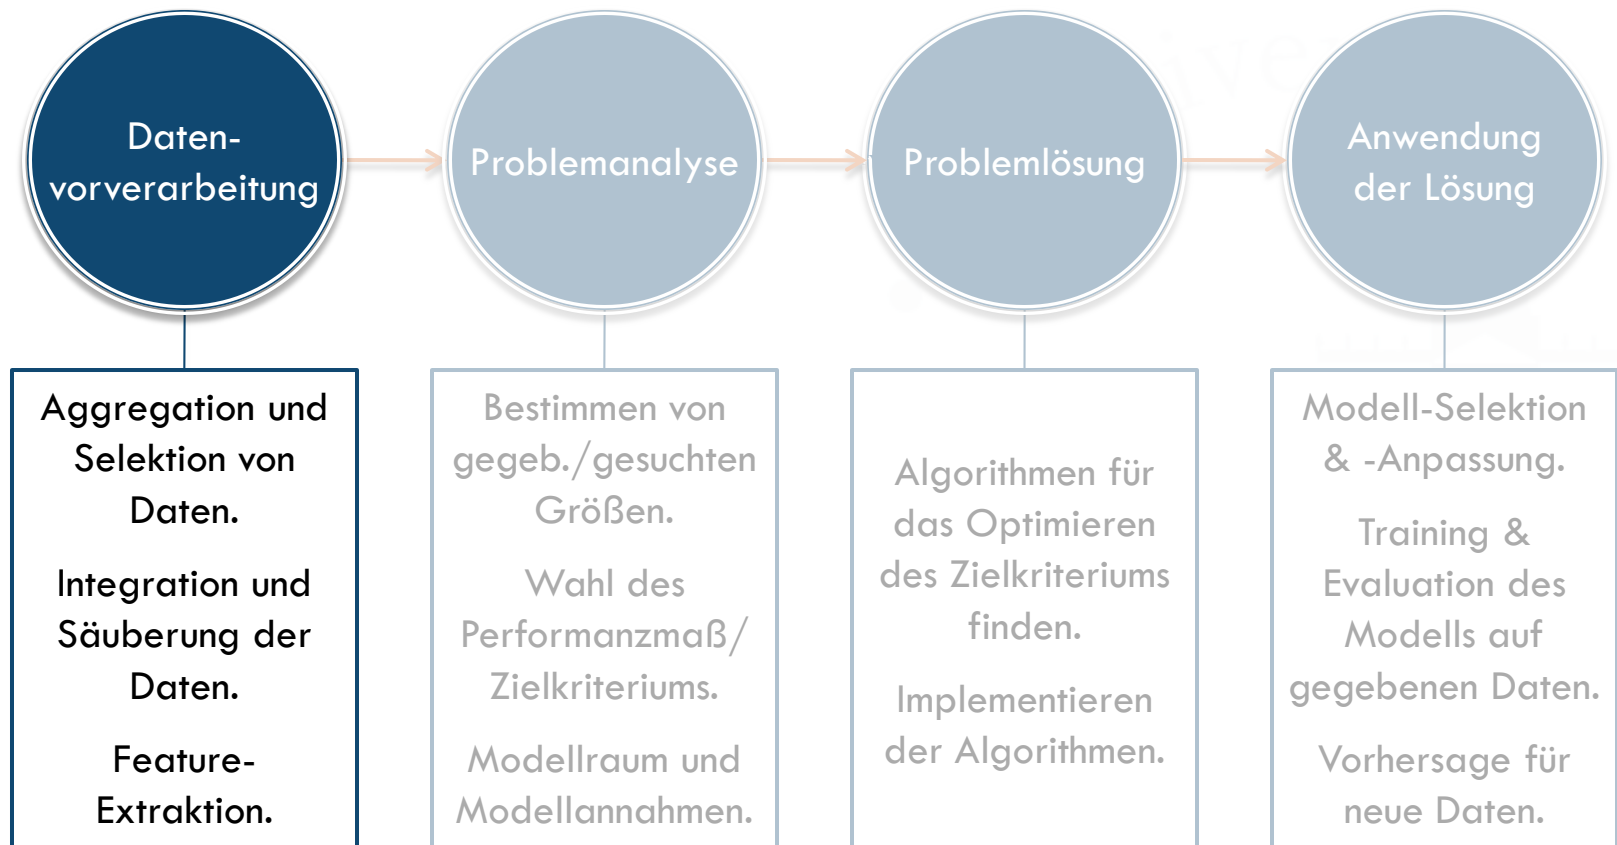 Daten-
vorverarbeitung
Problemanalyse
Problemlösung
Anwendung
der Lösung
Aggregation und
Selektion von
Daten.
Integration und
Säuberung der
Daten.
Feature-
Extraktion.
Bestimmen von
gegeb./gesuchten
Größen.
Wahl des
Performanzmaß/
Zielkriteriums.
Modellraum und
Modellannahmen.
Algorithmen für
das Optimieren
des Zielkriteriums
finden.
Implementieren
der Algorithmen.
Modell-Selektion
& -Anpassung.
Training &
Evaluation des
Modells auf
gegebenen Daten.
Vorhersage für
neue Daten.